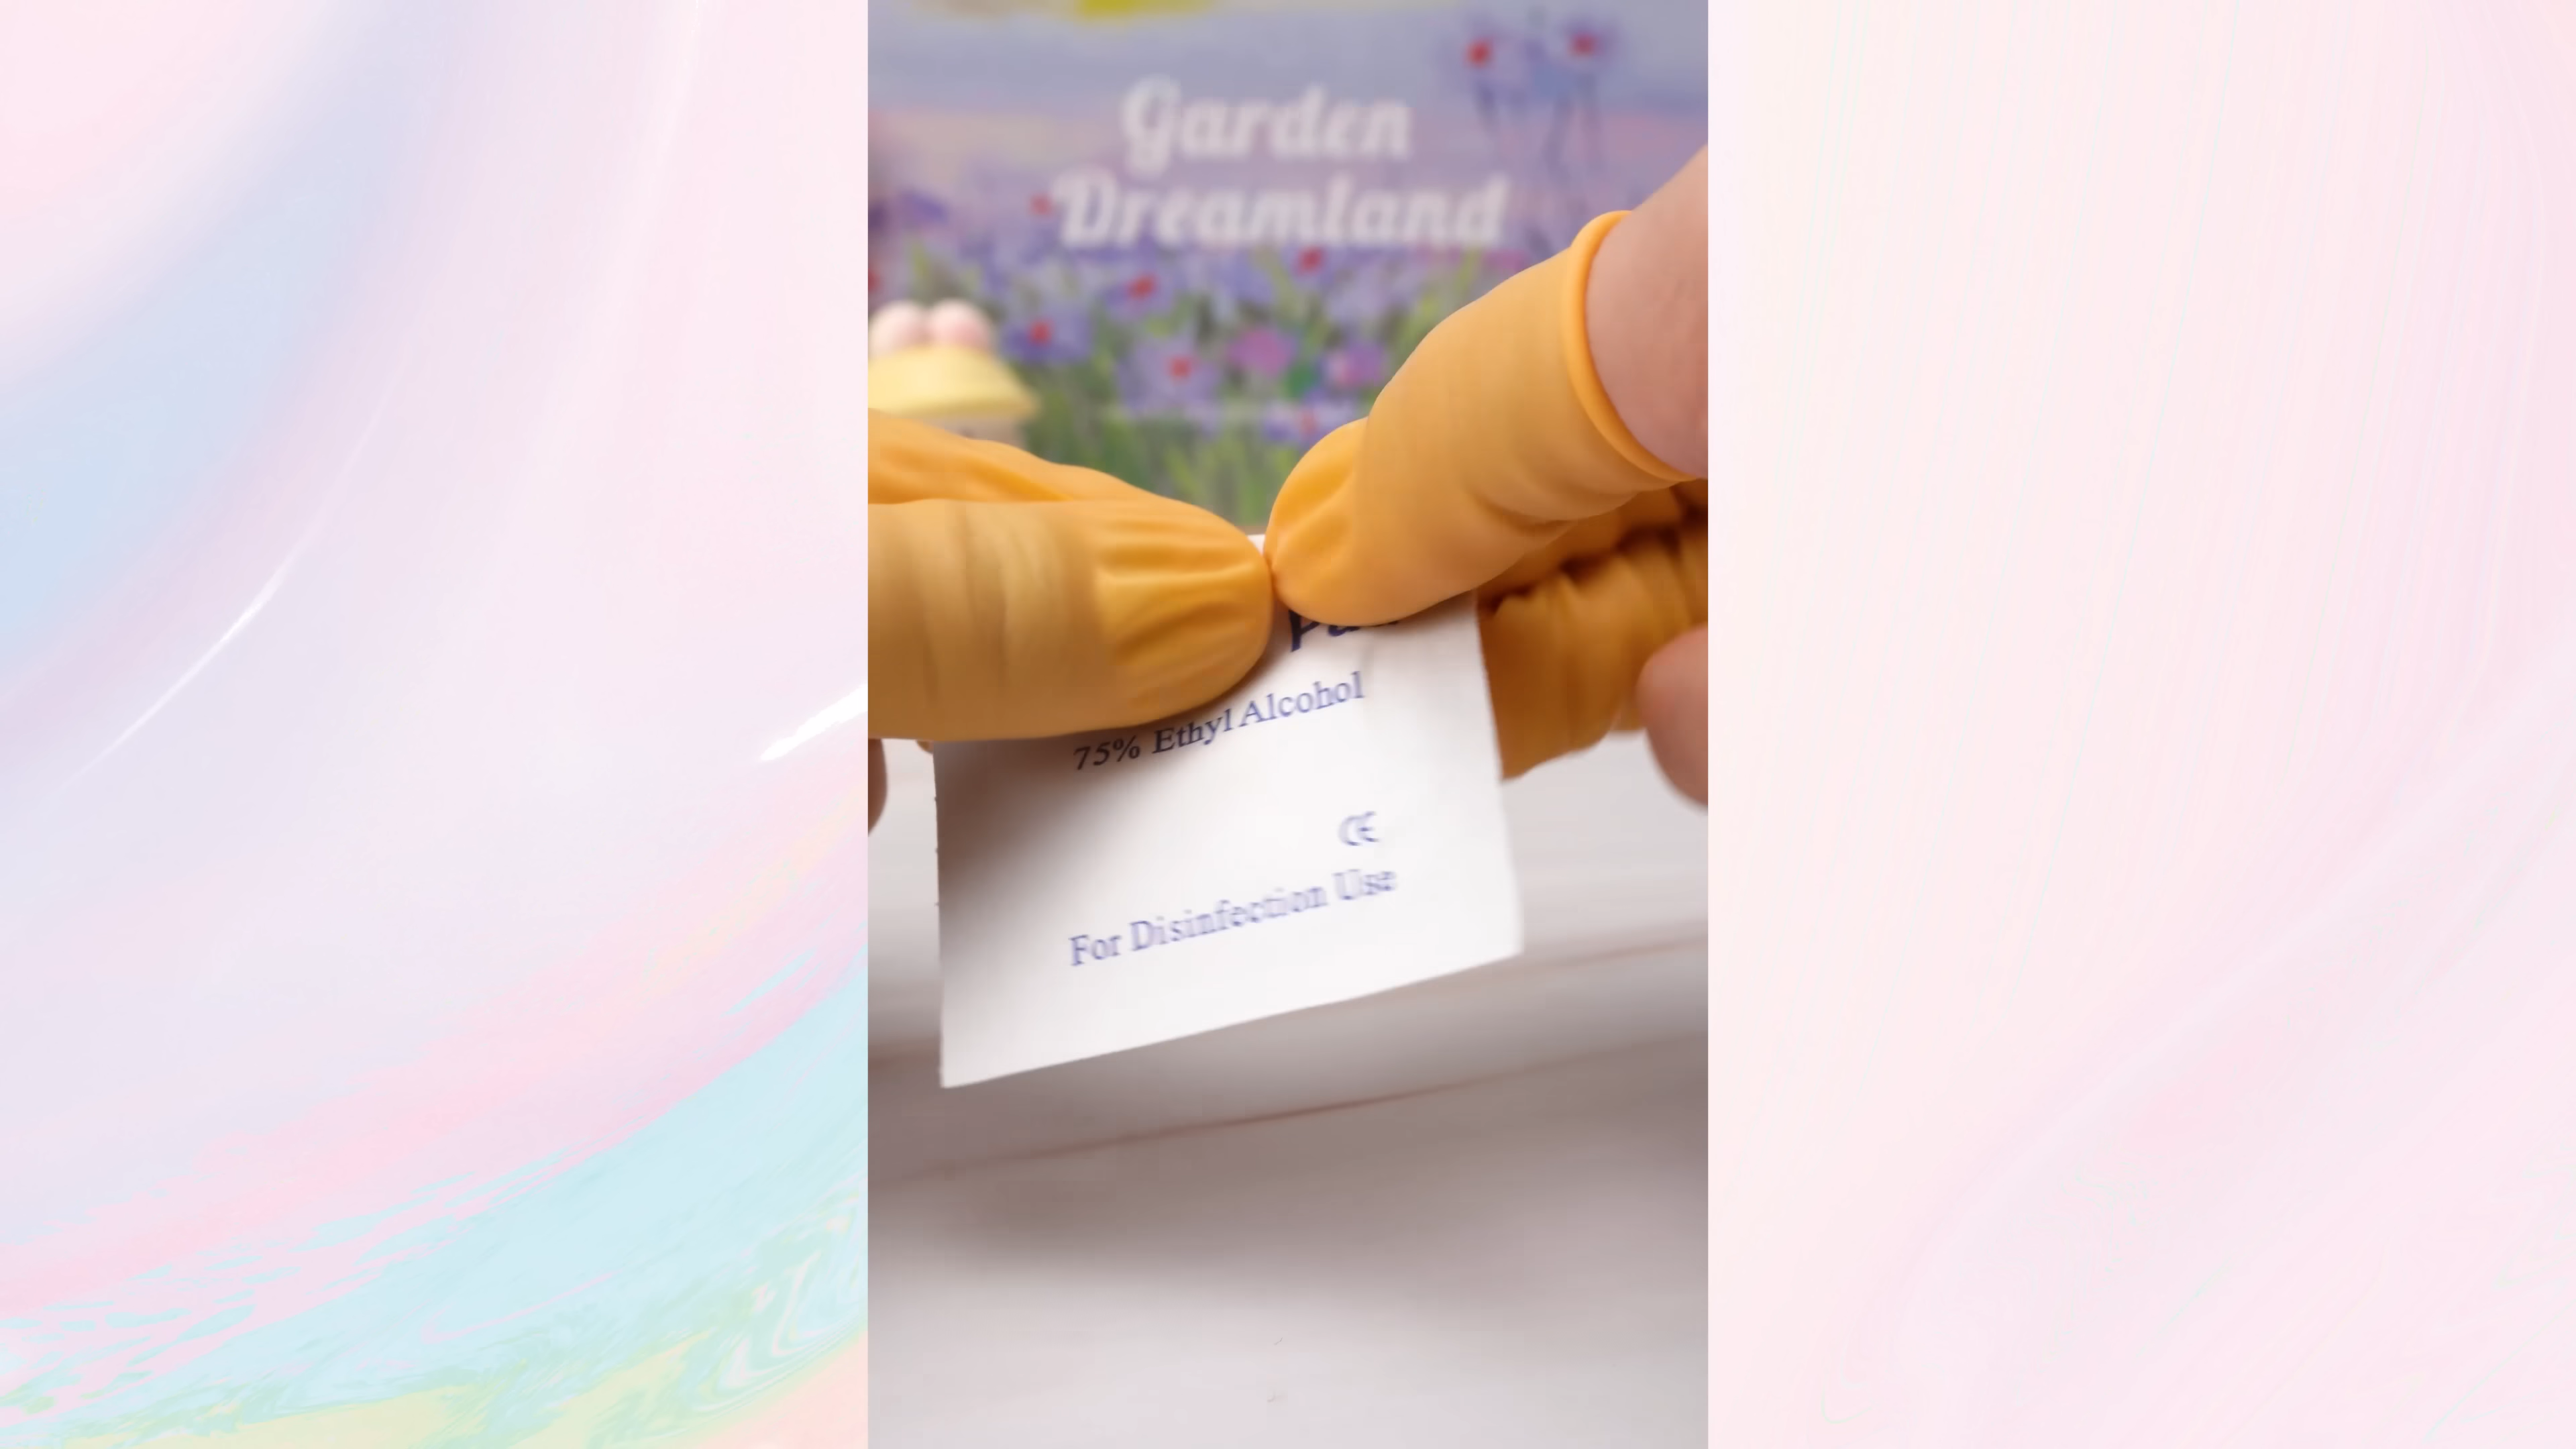 Garden
Dreamland
75% Ethyl Alcohol
CE
For Disinfection Use